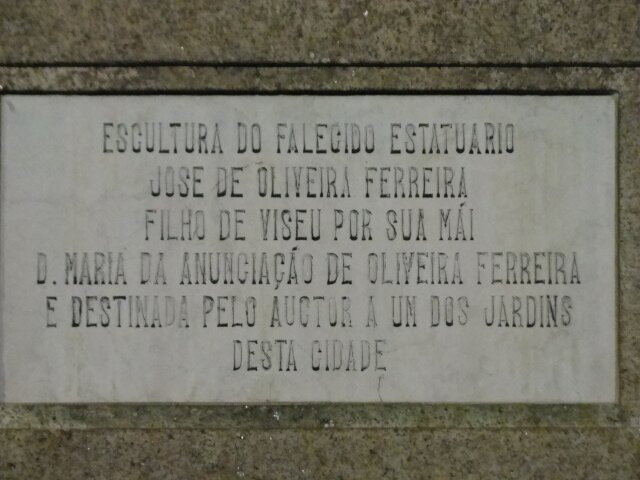 ESCULTURA DO FALECIDO ESTATUARIO
JOSE DE OLIVEIRA FERREIRA
FILHO DE VISEU POR SUA MÃI
D. MARIA DA ANUNCIAÇÃO DE OLIVEIRA FERREIRA
E DESTINADA PELO AUCTOR A UM DOS JARDINS
DESTA CIDADE